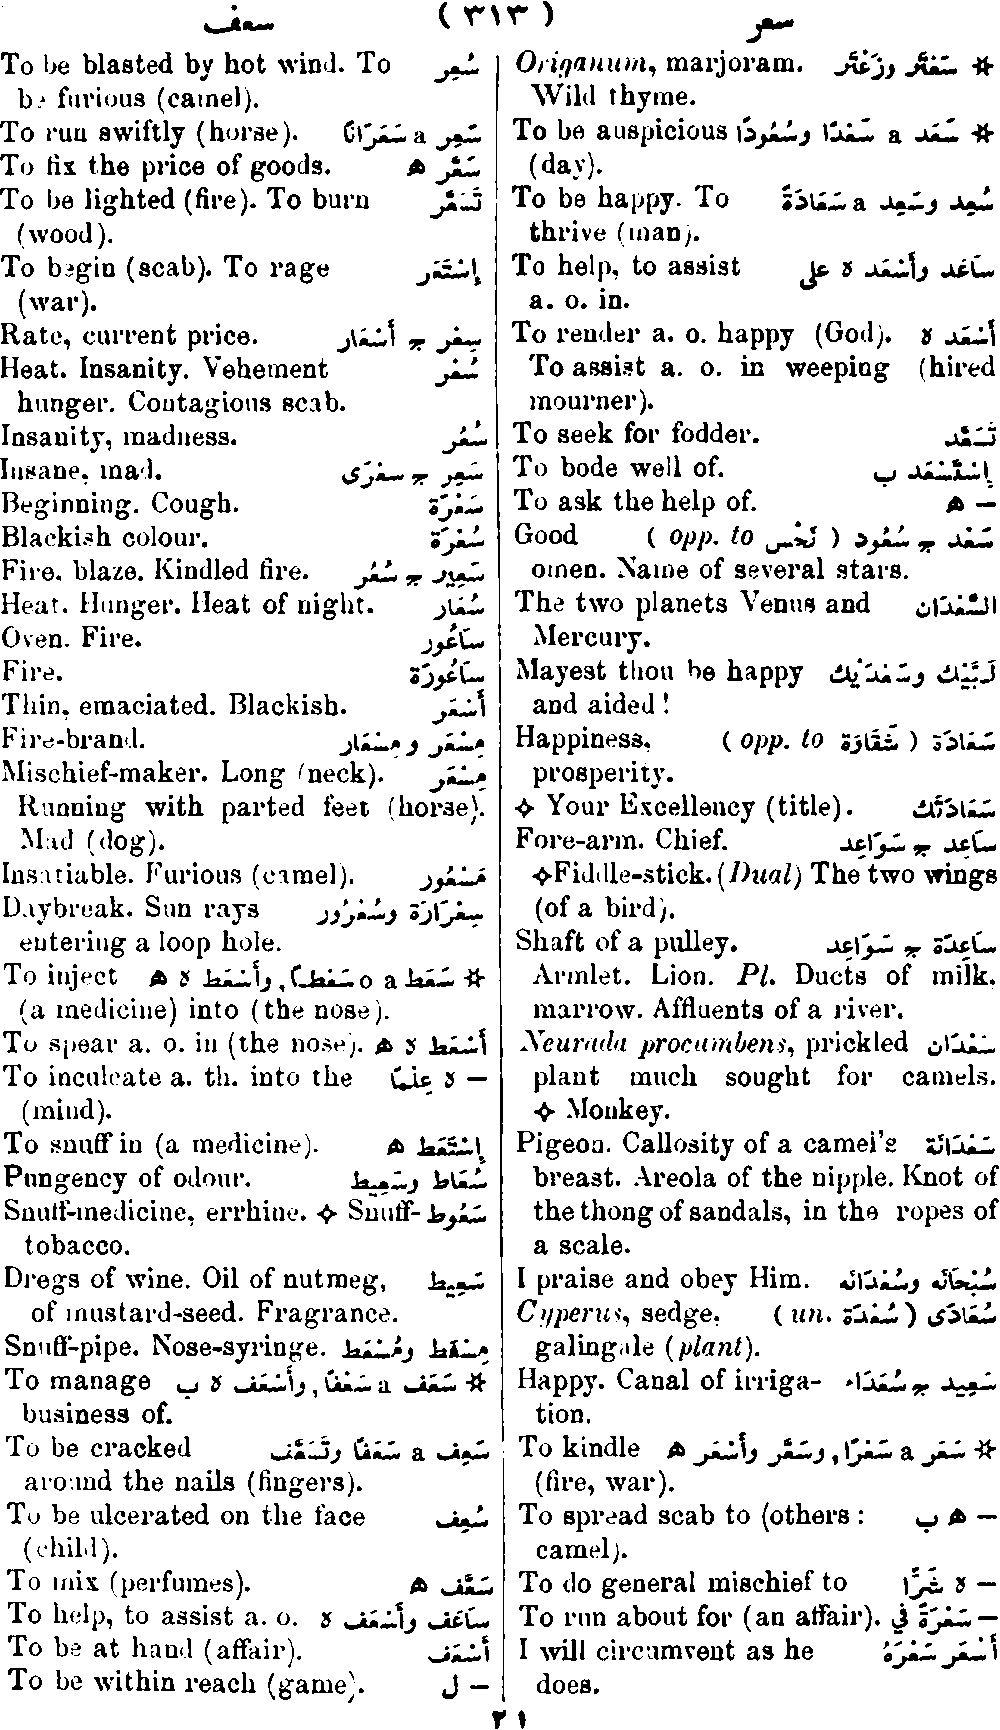 سعر ( ٣١٣ ) سعف
Origanum, marjoram. ✲ سَعْتَر وزَعْتَر
Wild thyme.
To be auspicious ✲ سَعَد a سَعْدًا وسُعُودًا
(day).
To be happy. To سُعِد وسَعِد a سَعَادَةً
thrive (man).
To help, to assist سَاعَد وأَسْعَد ه على
a. o. in.
To render a. o. happy (God). أَسْعَد ه
To assist a. o. in weeping (hired
mourner).
To seek for fodder. تَسَعَّد
To bode well of. إِسْتَسْعَد ب
To ask the help of. – ه
Good سَعْد ج سُعُود ( opp. to نَحْس )
omen. Name of several stars.
The two planets Venus and السَّعْدَان
Mercury.
Mayest thou be happy لَبَّيْك وسَعْدَيْك
and aided !
Happiness, سَعَادَة ( opp. to شَقَاوَة )
prosperity.
✧ Your Excellency (title). سَعَادَتُك
Fore-arm. Chief. سَاعِد ج سَوَاعِد
✧Fiddle-stick. (Dual) The two wings
(of a bird).
Shaft of a pulley. سَاعِدَة ج سَوَاعِد
Armlet. Lion. Pl. Ducts of milk,
marrow. Affluents of a river.
Neurada procumbens, prickled سَعْدَان
plant much sought for camels.
✧ Monkey.
Pigeon. Callosity of a camel's سَعْدَانَة
breast. Areola of the nipple. Knot of
the thong of sandals, in the ropes of
a scale.
I praise and obey Him. سُبْحَانَه وسُعْدَانَه
Cyperus, sedge, سُعَادَى ( un. سُعْدَة )
galingale (plant).
Happy. Canal of irriga- سَعِيد ج سُعَدَاء
tion.
To kindle ✲ سَعَر a سَعْرًا, وسَعَّر وأَسْعَر ه
(fire, war).
To spread scab to (others : – ه ب
camel).
To do general mischief to – ه شَرًّا
To run about for (an affair). – سَعْرَةً في
I will circumvent as he أَسْعَر سَعْرَهُ
does.
To be blasted by hot wind. To سُعِر
be furious (camel).
To run swiftly (horse). سَعِر a سَعَرَانًا
To fix the price of goods. سَعَّر ه
To be lighted (fire). To burn تَسَعَّر
(wood).
To begin (scab). To rage إِسْتَعَر
(war).
Rate, current price. سِعْر ج أَسْعَار
Heat. Insanity. Vehement سُعْر
hunger. Contagious scab.
Insanity, madness. سُعُر
Insane, mad. سَعِر ج سَعْرَى
Beginning. Cough. سَعْرَة
Blackish colour. سُعْرَة
Fire, blaze. Kindled fire. سَعِير ج سُعُر
Heat. Hunger. Heat of night. سُعَار
Oven. Fire. سَاعُور
Fire. سَاعُورَة
Thin, emaciated. Blackish. أَسْعَر
Fire-brand. مِسْعَر ومِسْعَار
Mischief-maker. Long (neck). مِسْعَر
Running with parted feet (horse).
Mad (dog).
Insatiable. Furious (camel). مَسْعُور
Daybreak. Sun rays سِعْرَارَة وسُعْرُور
entering a loop hole.
To inject ✲ سَعَط a o سَعْطًا, وأَسْعَط ه ه
(a medicine) into (the nose).
To spear a. o. in (the nose). أَسْعَط ه ه
To inculcate a. th. into the – ه عِلْمًا
(mind).
To snuff in (a medicine). إِسْتَعَط ه
Pungency of odour. سُعَاط وسَعِيط
Snuff-medicine, errhine. ✧ Snuff- سَعُوط
tobacco.
Dregs of wine. Oil of nutmeg, سَعِيط
of mustard-seed. Fragrance.
Snuff-pipe. Nose-syringe. مِسْعَط ومُسْعَط
To manage ✲ سَعَف a سَعْفًا, وأَسْعَف ه ب
business of.
To be cracked سَعِف a سَعَفًا وتَسَعَّف
around the nails (fingers).
To be ulcerated on the face سُعِف
(child).
To mix (perfumes). سَعَّف ه
To help, to assist a. o. سَاعَف وأَسْعَف ه
To be at hand (affair). أَسْعَف
To be within reach (game). – ل
٢١